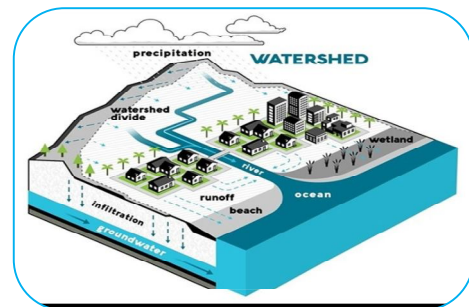 precipitation
WATERSHED
watershed
divide
wetland
river
ocean
runoff
beach
infiltration
groundwater